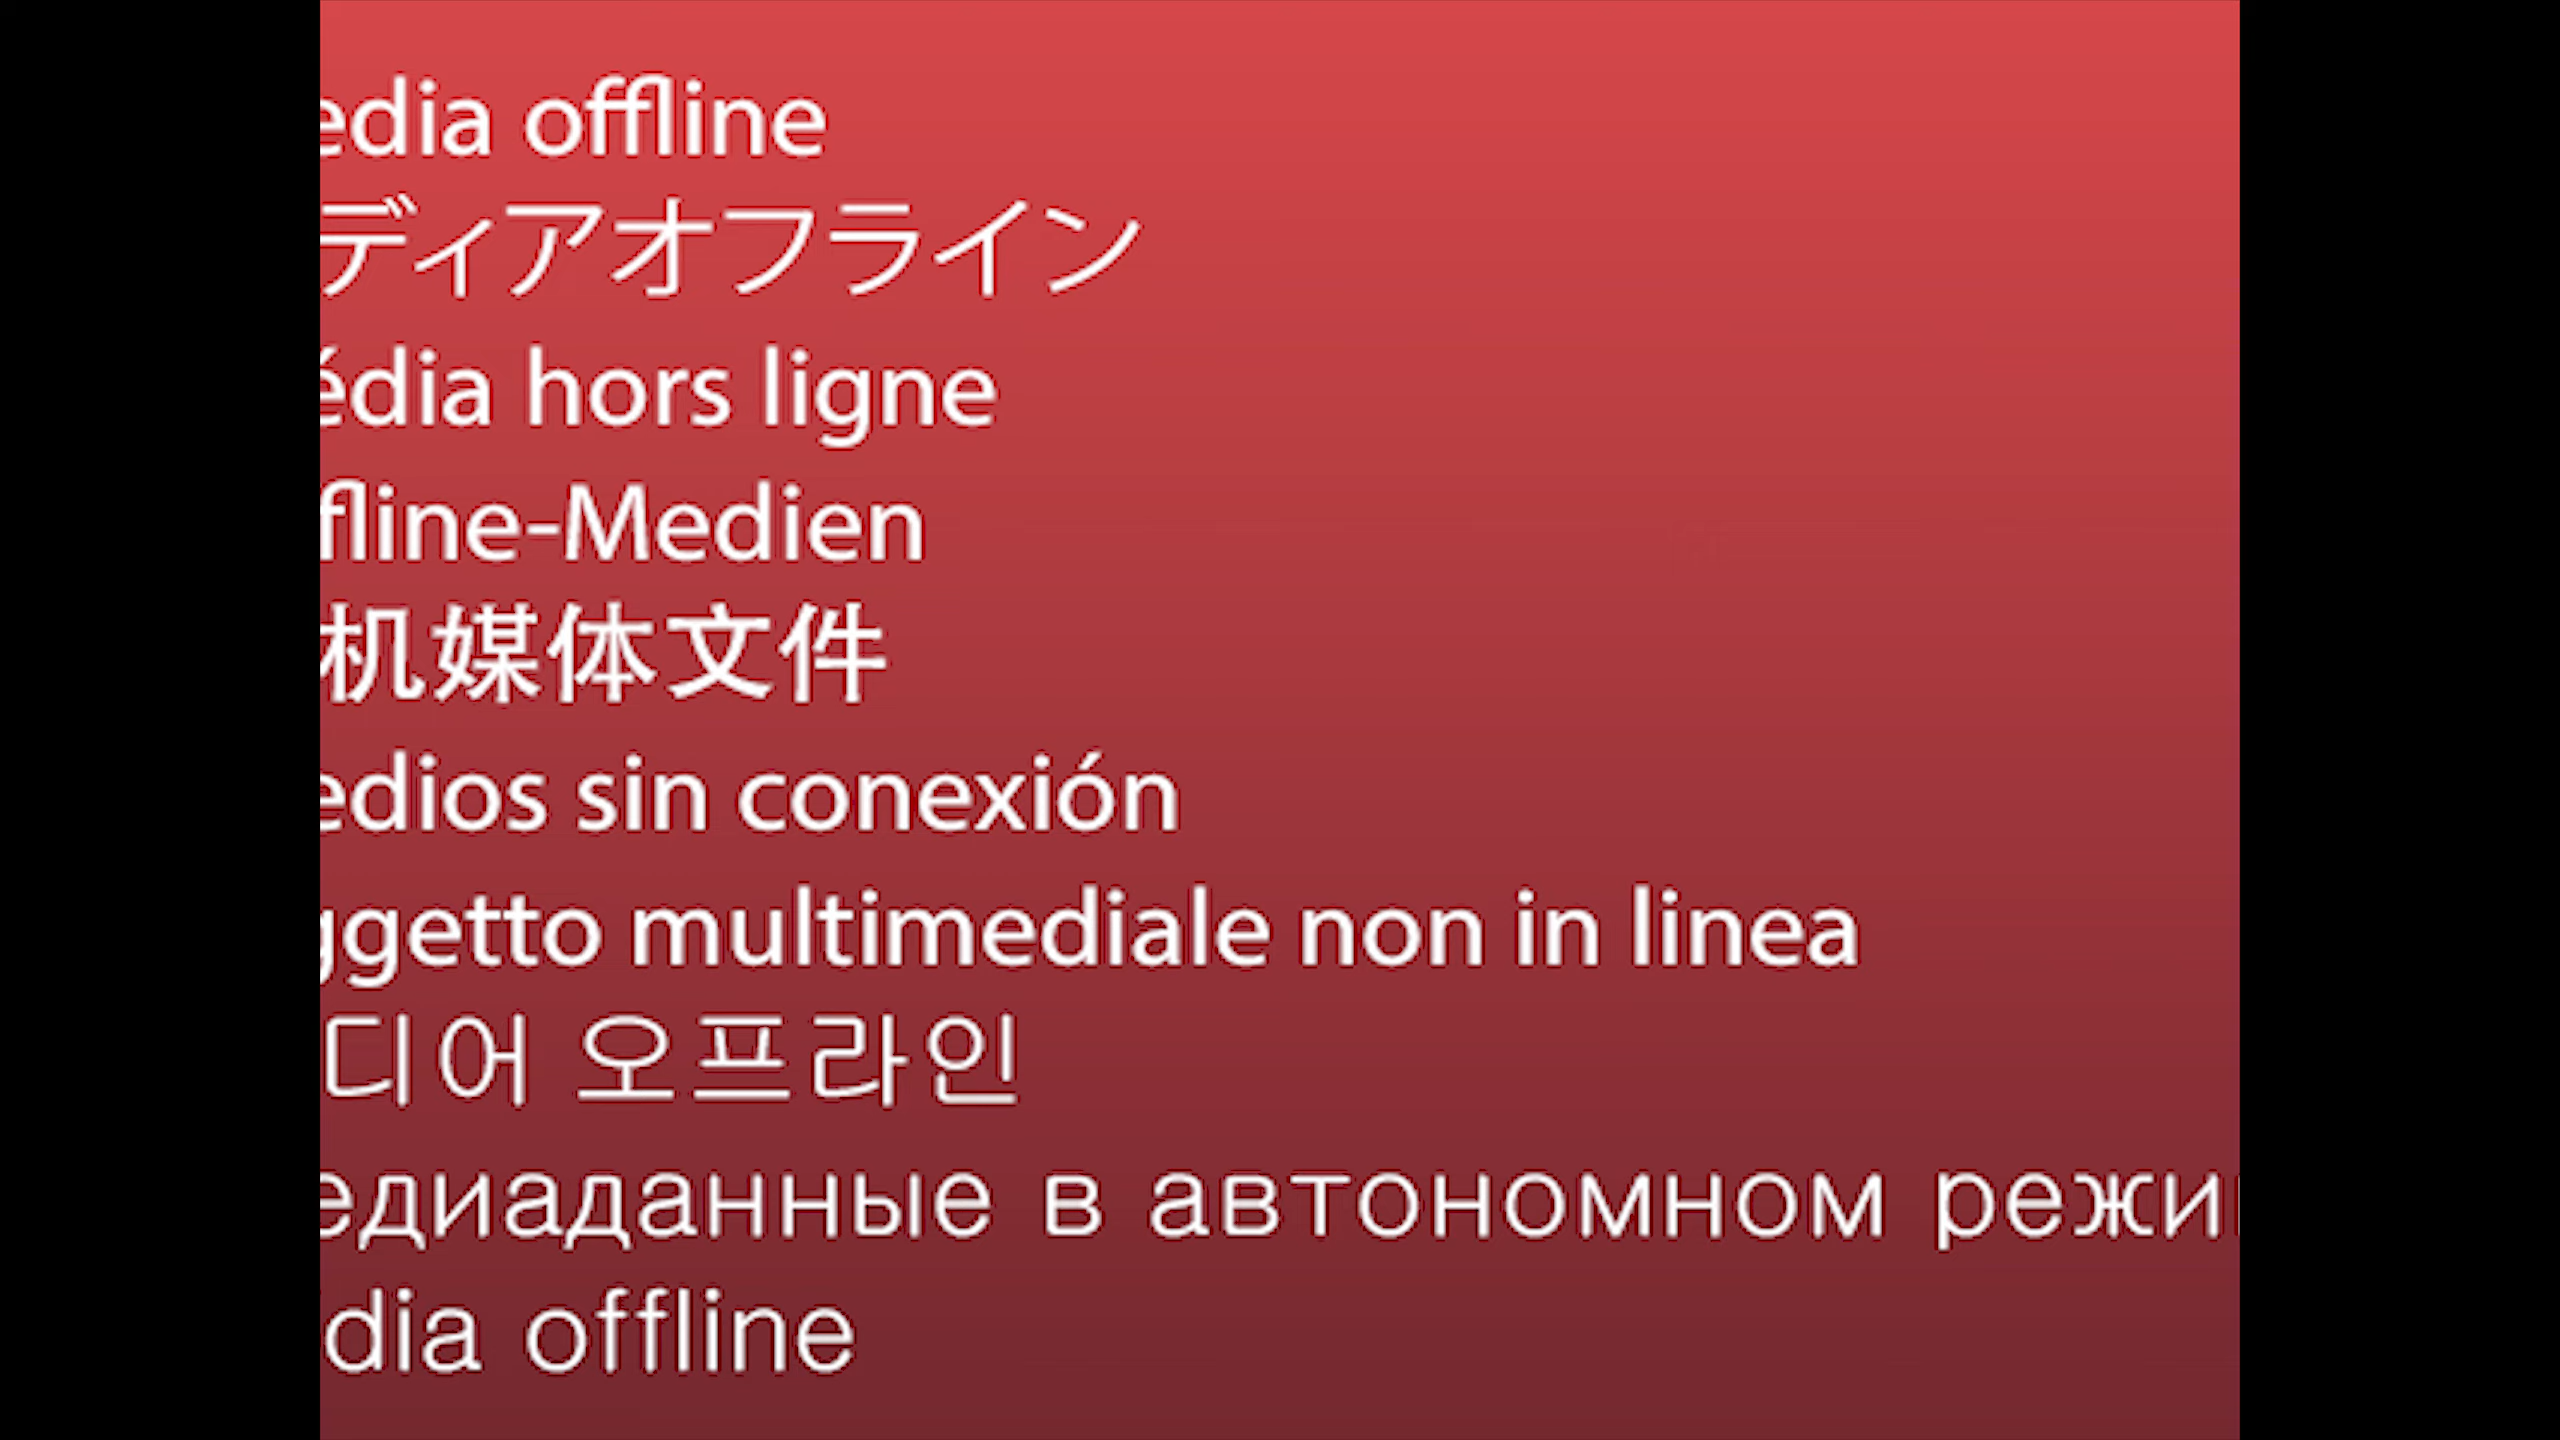 edia offline
ディアオフライン
édia hors ligne
fline-Medien
机媒体文件
edios sin conexión
ggetto multimediale non in linea
디어 오프라인
едиаданные в автономном режи
dia offline